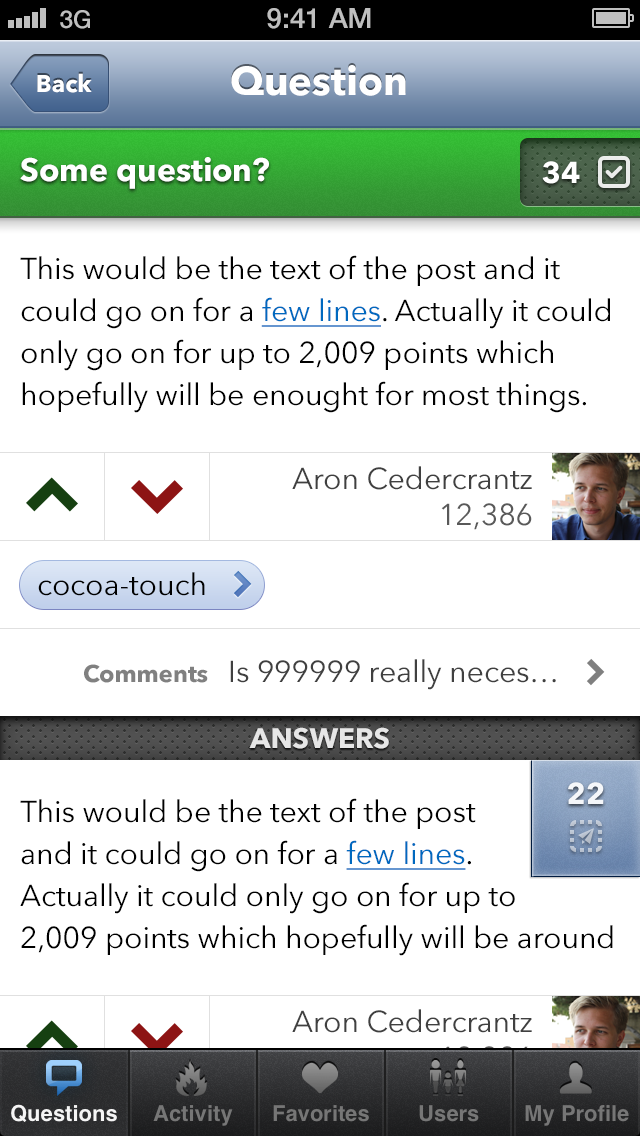 3G 9:41 AM
Back Question
Some question? 34
This would be the text of the post and it
could go on for a few lines. Actually it could
only go on for up to 2,009 points which
hopefully will be enought for most things.
Aron Cedercrantz
12,386
cocoa-touch
Comments Is 999999 really neces…
ANSWERS
22
This would be the text of the post
and it could go on for a few lines.
Actually it could only go on for up to
2,009 points which hopefully will be around
Aron Cedercrantz
Questions Activity Favorites Users My Profile